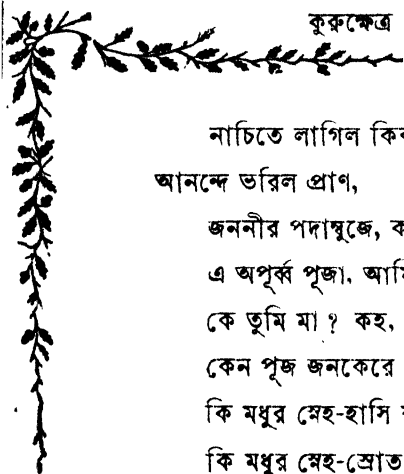 কুরুক্ষেত্র
নাচিতে লাগিল
আনন্দে ভরিল প্রাণ,
জননীর পদাম্বুজে,
এ অপূর্ব্ব পূজা,
কে তুমি মা ? কহ,
কেন পূজ জনকেরে
কি মধুর স্নেহ-হাসি
কি মধুর স্নেহ-স্রোত